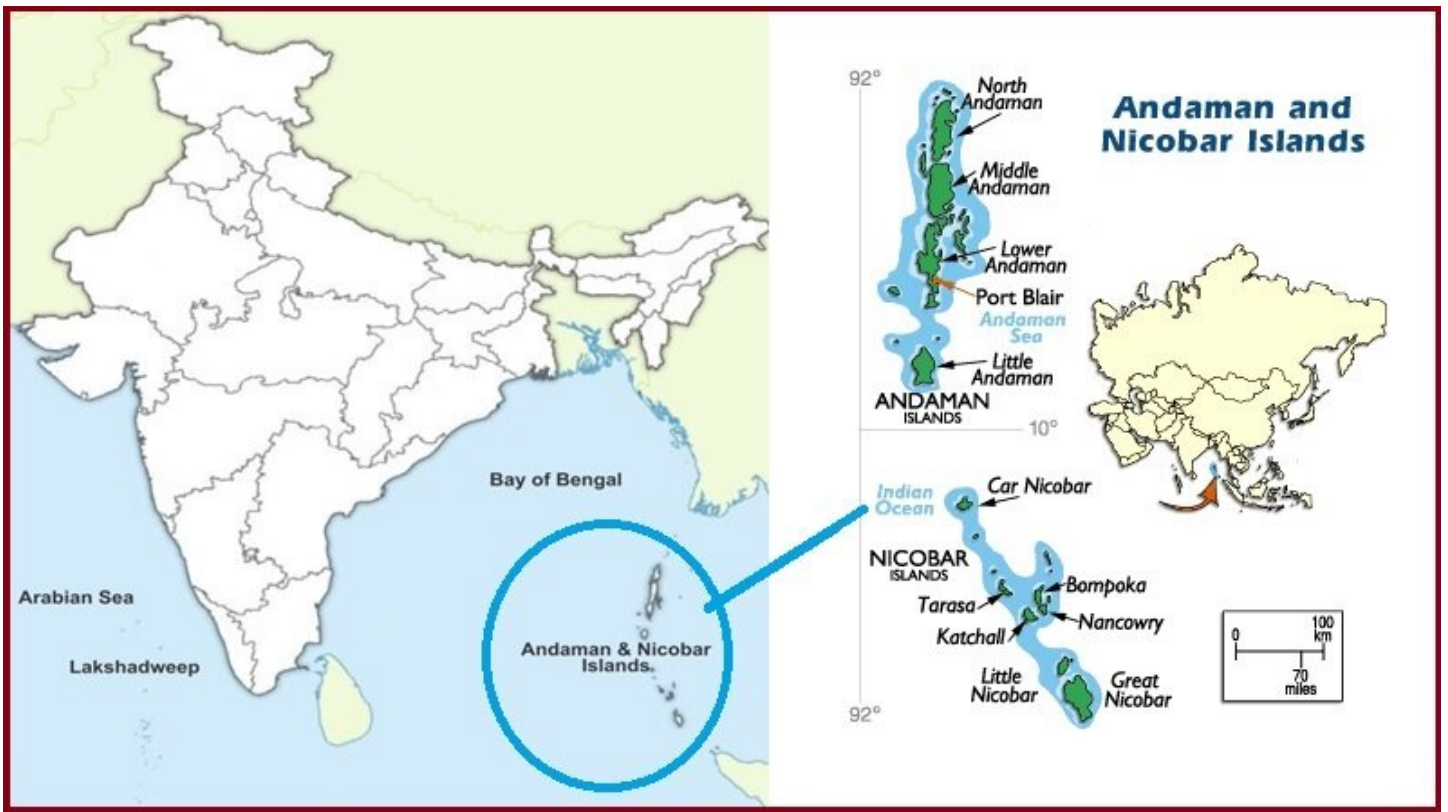 Bay of Bengal
Arabian Sea
Lakshadweep
Andaman & Nicobar
Islands
Andaman and
Nicobar Islands
92°
North
Andaman
Middle
Andaman
Lower
Andaman
Port Blair
Andaman
Sea
Little
Andaman
ANDAMAN
ISLANDS
10°
Indian
Ocean
Car Nicobar
NICOBAR
ISLANDS
Tarasa
Bompoka
Nancowry
Katchall
Little
Nicobar
Great
Nicobar
92°
0
100
km
70
miles